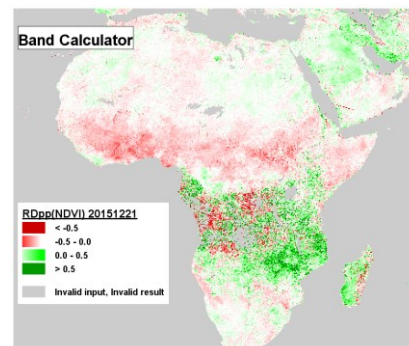 Band Calculator
RDpp(NDVI) 20151221
< -0.5
-0.5 - 0.0
0.0 - 0.5
> 0.5
Invalid input, Invalid result